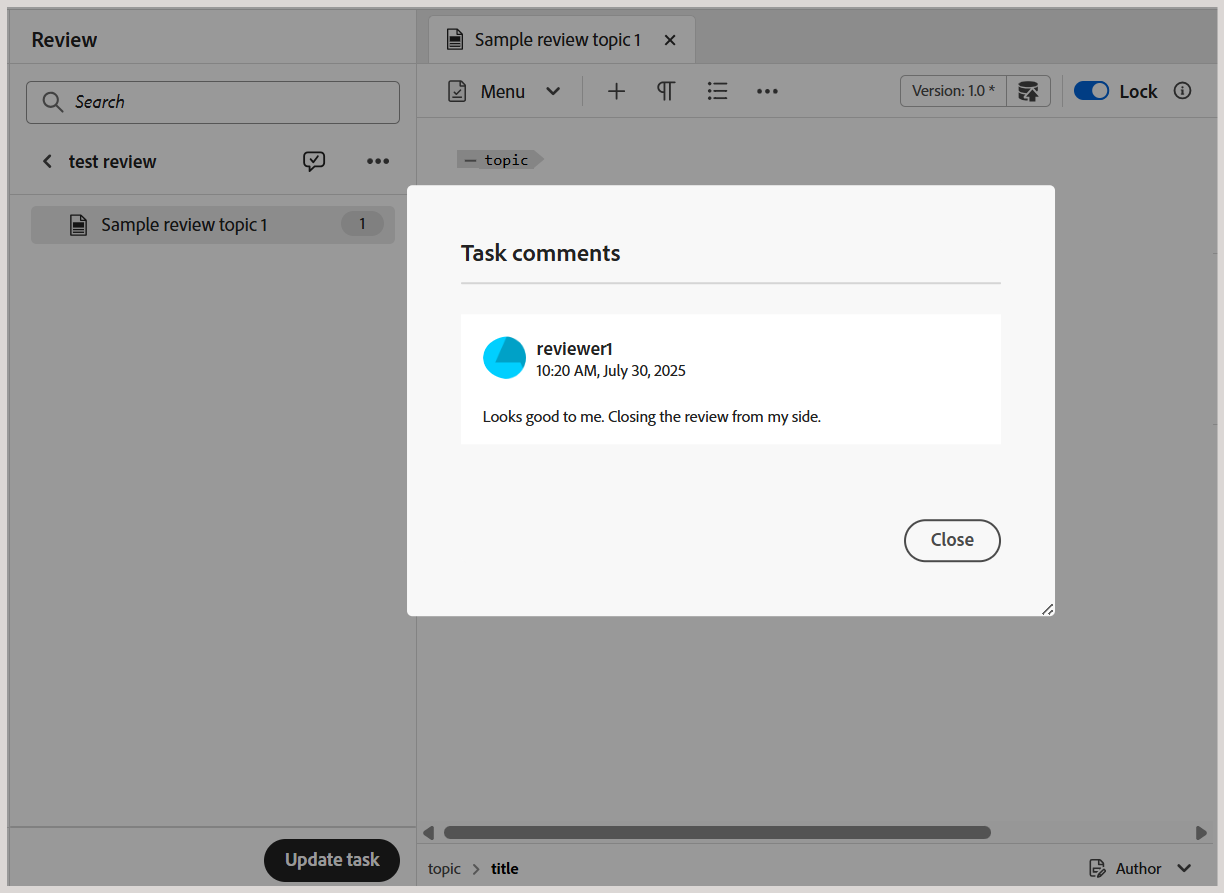 Review
Sample review topic 1
Search
Menu
Version: 1.0 *
Lock
test review
topic
Sample review topic 1
1
Task comments
reviewer1
10:20 AM, July 30, 2025
Looks good to me. Closing the review from my side.
Close
Update task
topic
title
Author